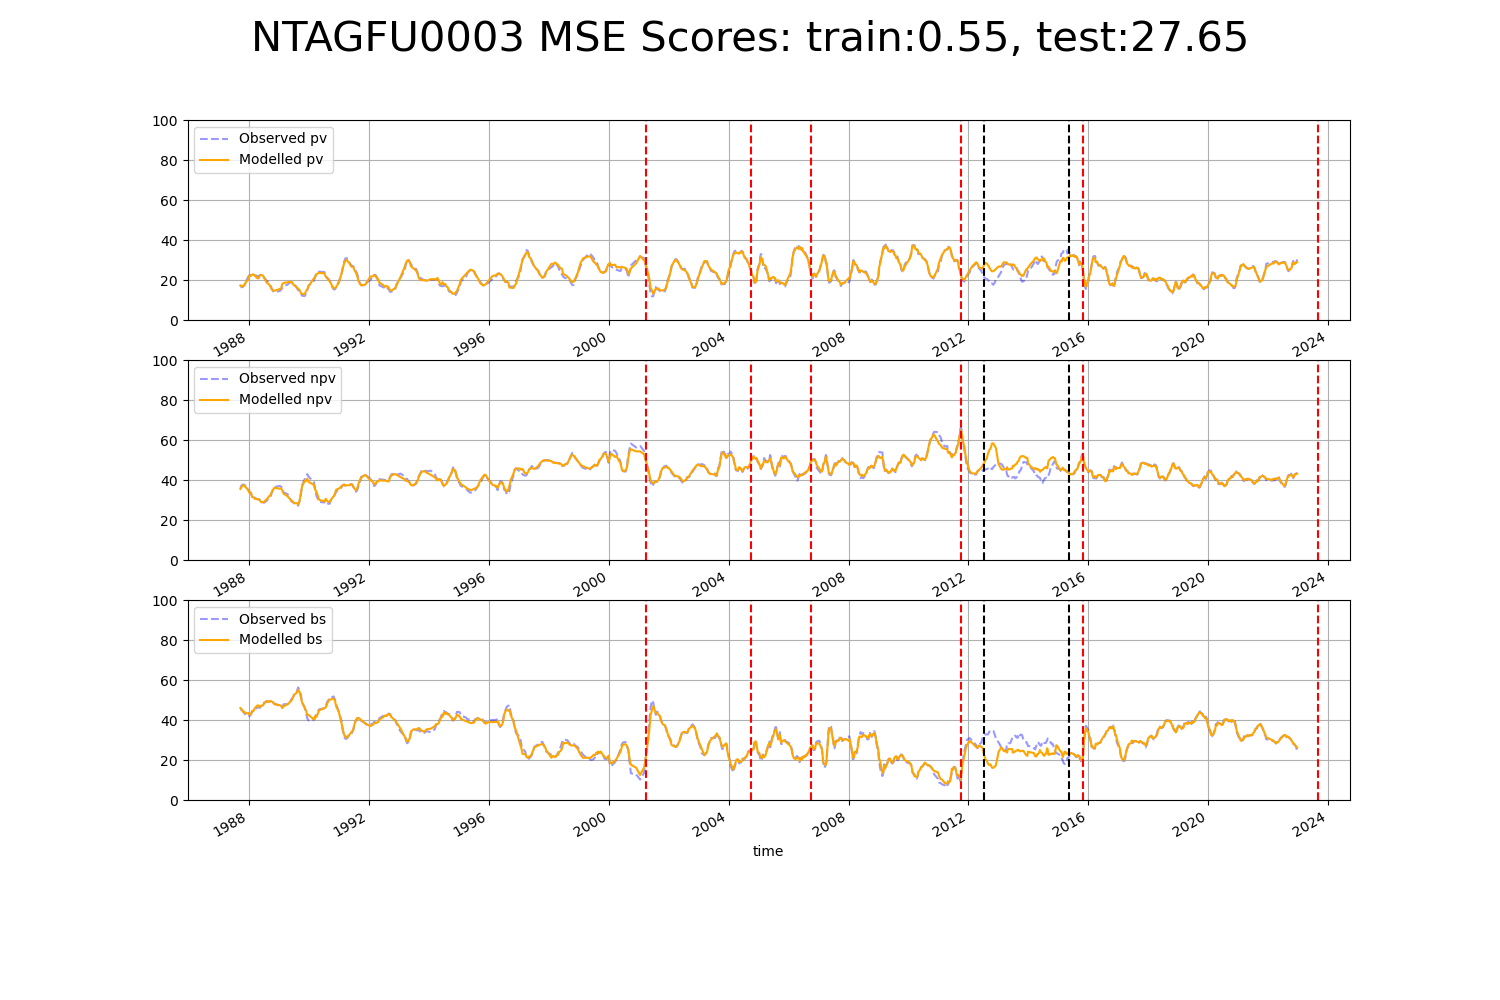 NTAGFU0003 MSE Scores: train:0.55, test:27.65
100
80
60
40
20
0
Observed pv
Modelled pv
1988 1992 1996 2000 2004 2008 2012 2016 2020 2024
100
80
60
40
20
0
Observed npv
Modelled npv
1988 1992 1996 2000 2004 2008 2012 2016 2020 2024
100
80
60
40
20
0
Observed bs
Modelled bs
1988 1992 1996 2000 2004 2008 2012 2016 2020 2024
time